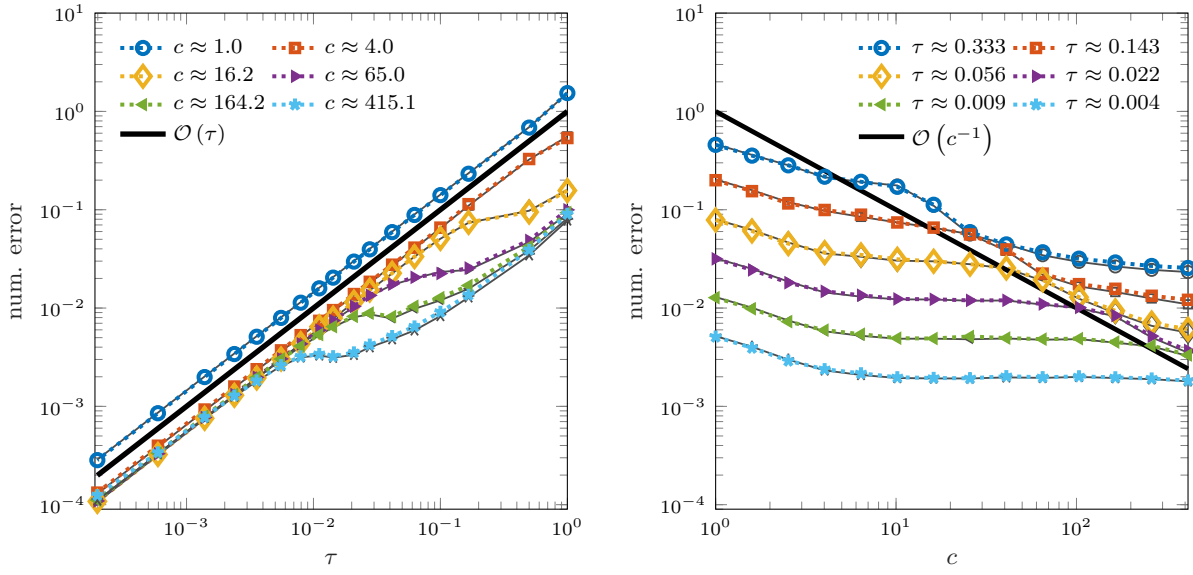 10^1
10^0
10^{-1}
10^{-2}
10^{-3}
10^{-4}
num. error
c ≈ 1.0 c ≈ 4.0
c ≈ 16.2 c ≈ 65.0
c ≈ 164.2 c ≈ 415.1
𝒪 (τ)
10^{-3} 10^{-2} 10^{-1} 10^0
τ
10^1
10^0
10^{-1}
10^{-2}
10^{-3}
10^{-4}
num. error
τ ≈ 0.333 τ ≈ 0.143
τ ≈ 0.056 τ ≈ 0.022
τ ≈ 0.009 τ ≈ 0.004
𝒪 (c^{-1})
10^0 10^1 10^2
c